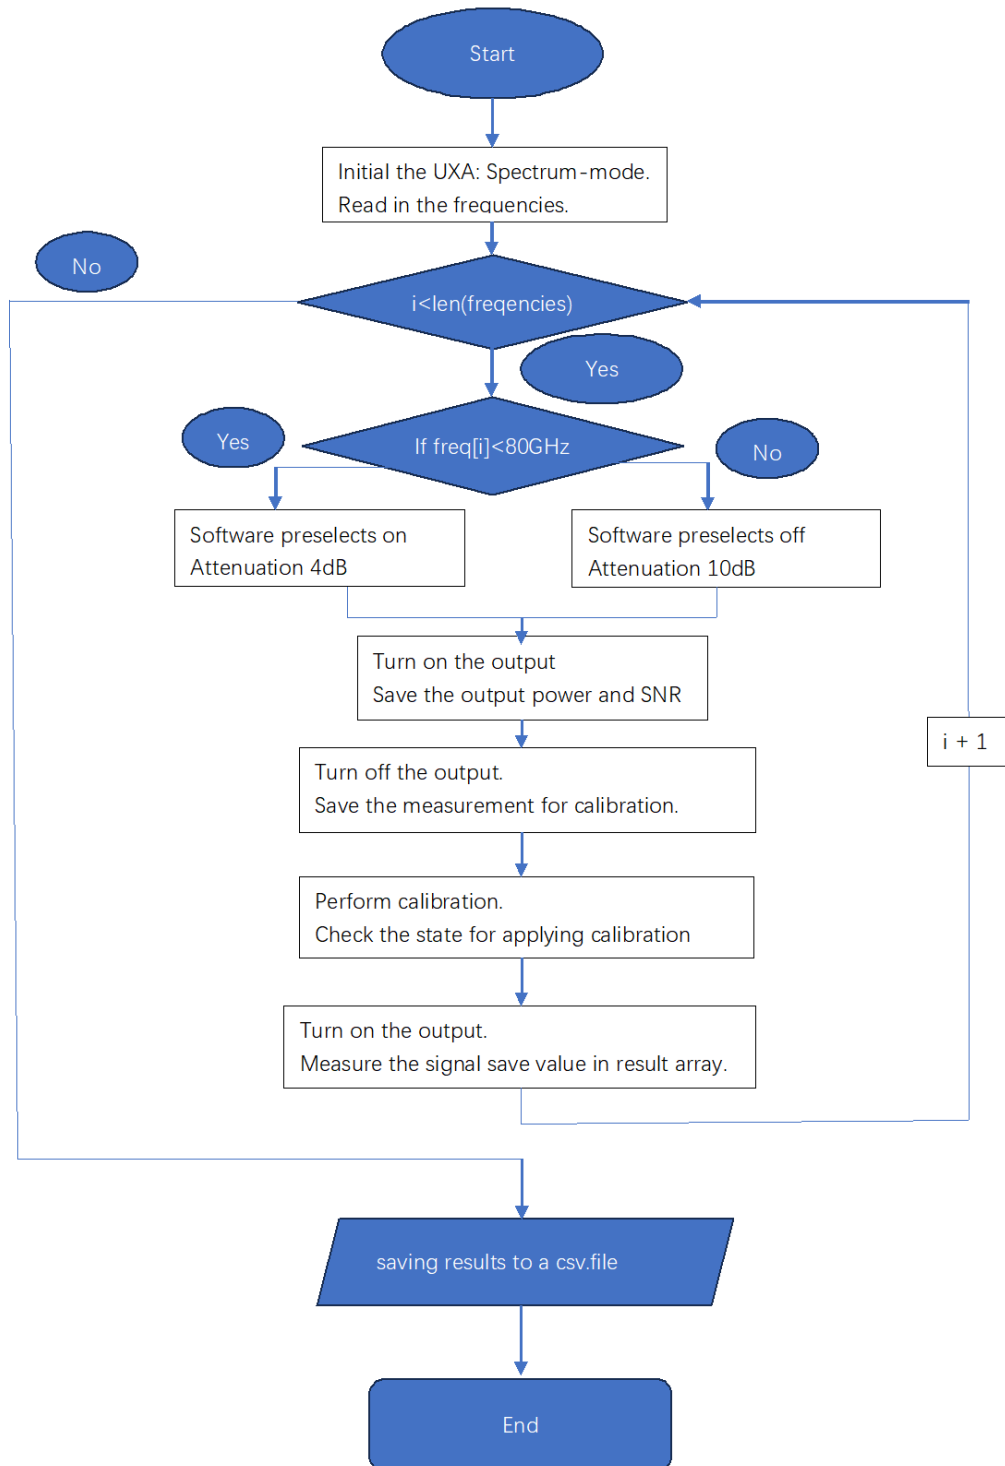 Start
Initial the UXA: Spectrum-mode.
Read in the frequencies.
No
i<len(freqencies)
Yes
Yes
If freq[i]<80GHz
No
Software preselects on
Attenuation 4dB
Software preselects off
Attenuation 10dB
Turn on the output
Save the output power and SNR
i + 1
Turn off the output.
Save the measurement for calibration.
Perform calibration.
Check the state for applying calibration
Turn on the output.
Measure the signal save value in result array.
saving results to a csv.file
End